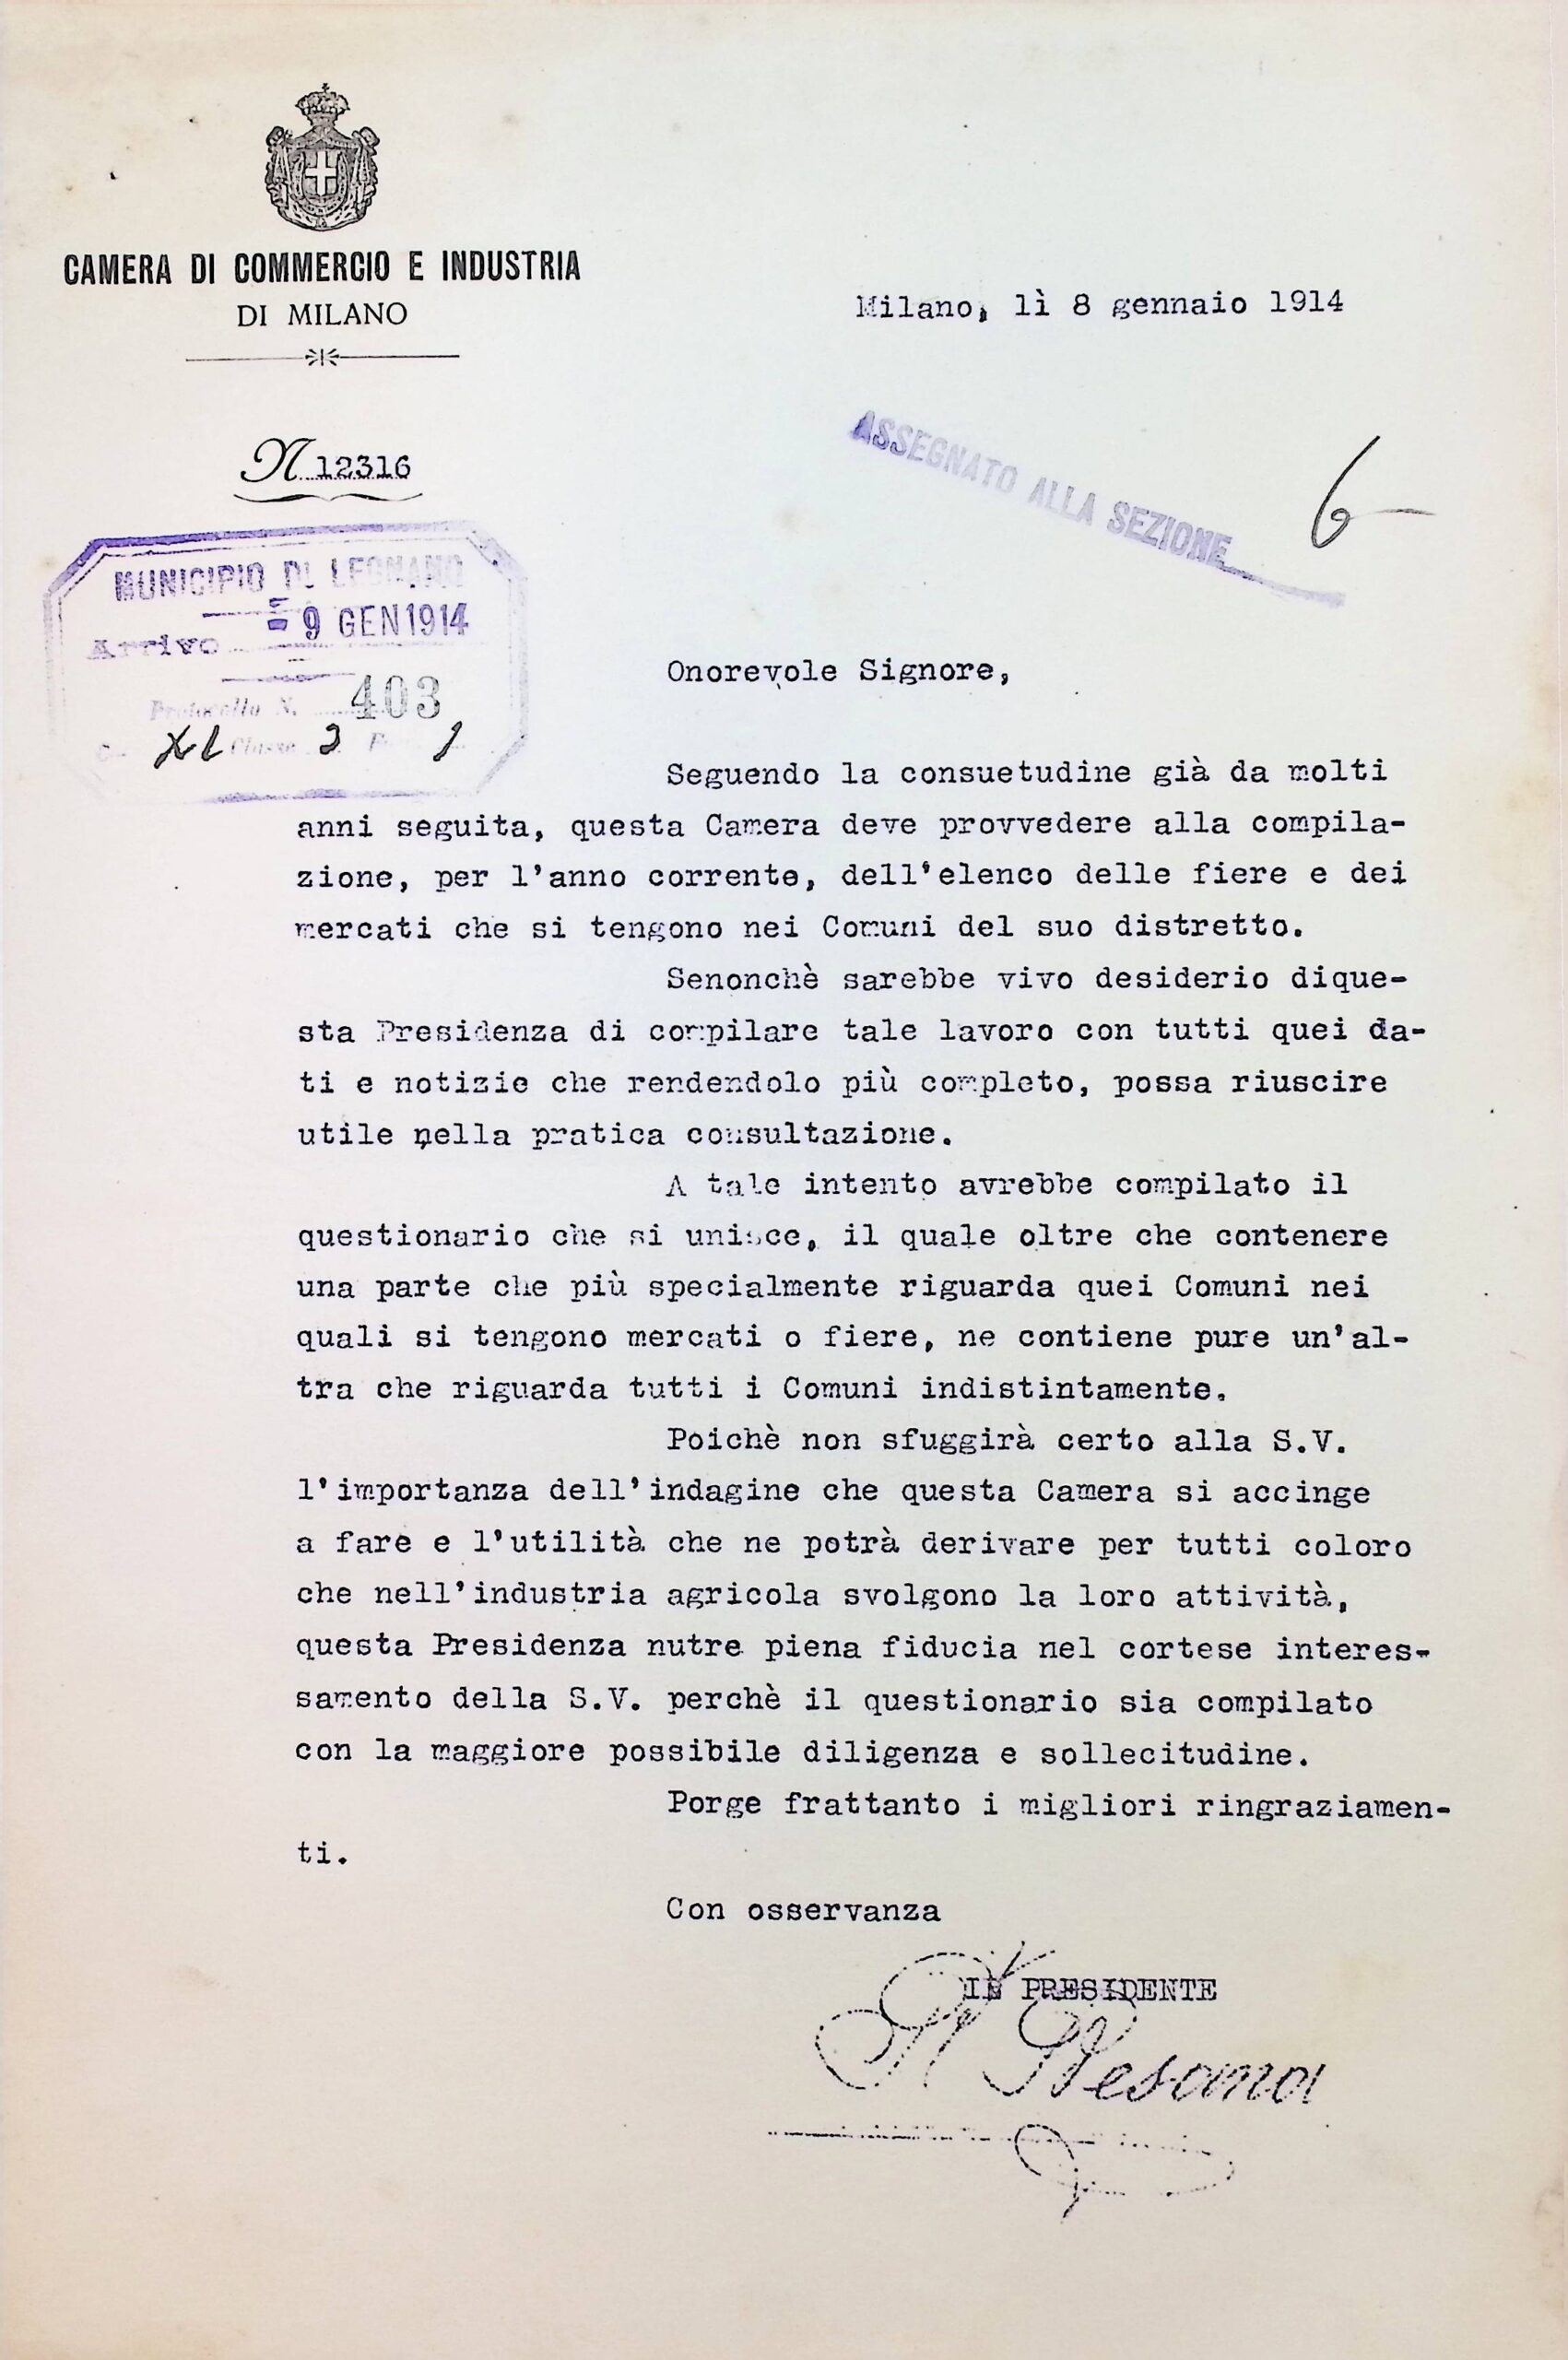 CAMERA DI COMMERCIO E INDUSTRIA
DI MILANO
Milano, lì 8 gennaio 1914
N. 12316
ASSEGNATO ALLA SEZIONE 6
MUNICIPIO DI LEGNANO
Arrivo - 9 GEN 1914
Protocollo N. 403
XI Classe 2 1
Onorevole Signore,
Seguendo la consuetudine già da molti
anni seguita, questa Camera deve provvedere alla compila-
zione, per l'anno corrente, dell'elenco delle fiere e dei
mercati che si tengono nei Comuni del suo distretto.
Senonchè sarebbe vivo desiderio dique-
sta Presidenza di compilare tale lavoro con tutti quei da-
ti e notizie che rendendolo più completo, possa riuscire
utile nella pratica consultazione.
A tale intento avrebbe compilato il
questionario che si unisce, il quale oltre che contenere
una parte che più specialmente riguarda quei Comuni nei
quali si tengono mercati o fiere, ne contiene pure un'al-
tra che riguarda tutti i Comuni indistintamente.
Poichè non sfuggirà certo alla S.V.
l'importanza dell'indagine che questa Camera si accinge
a fare e l'utilità che ne potrà derivare per tutti coloro
che nell'industria agricola svolgono la loro attività,
questa Presidenza nutre piena fiducia nel cortese interes-
samento della S.V. perchè il questionario sia compilato
con la maggiore possibile diligenza e sollecitudine.
Porge frattanto i migliori ringraziamen-
ti.
Con osservanza
IL PRESIDENTE